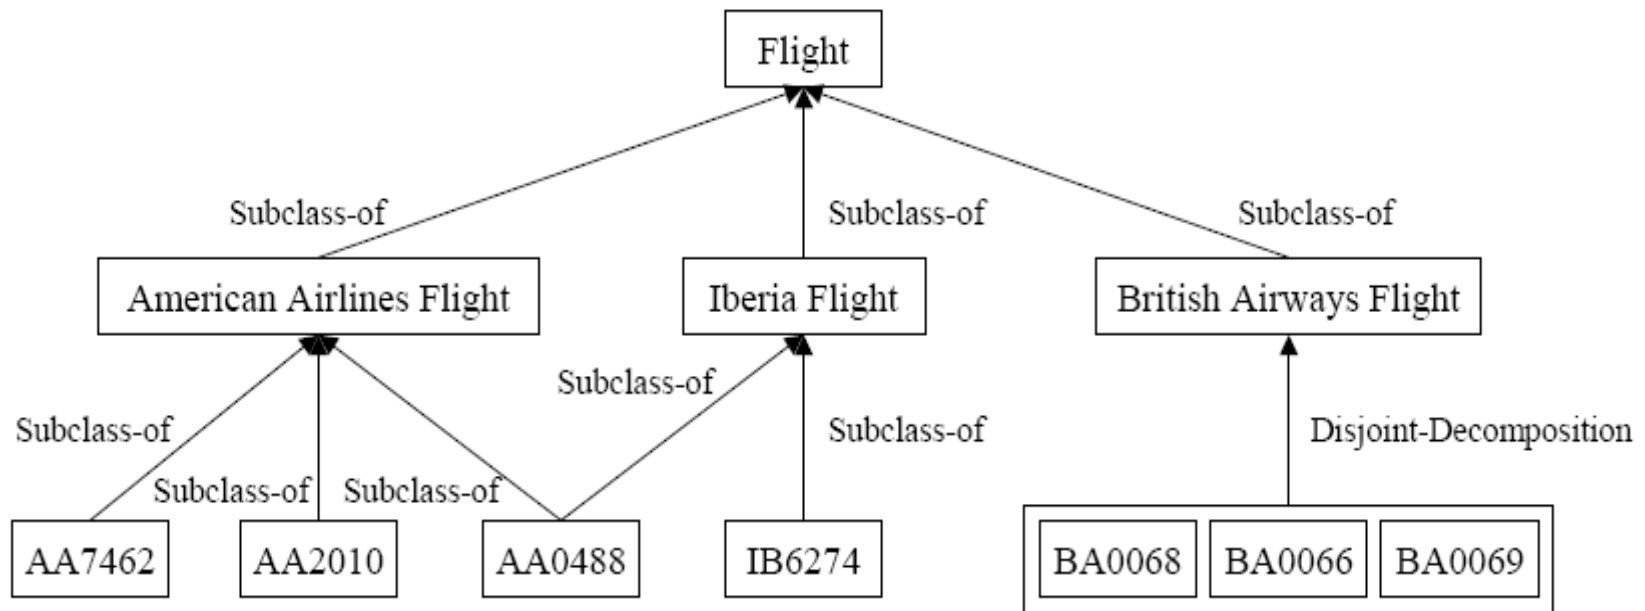 Flight
Subclass-of
Subclass-of
Subclass-of
American Airlines Flight
Iberia Flight
British Airways Flight
Subclass-of
Subclass-of
Subclass-of
Disjoint-Decomposition
Subclass-of
Subclass-of
AA7462
AA2010
AA0488
IB6274
BA0068
BA0066
BA0069